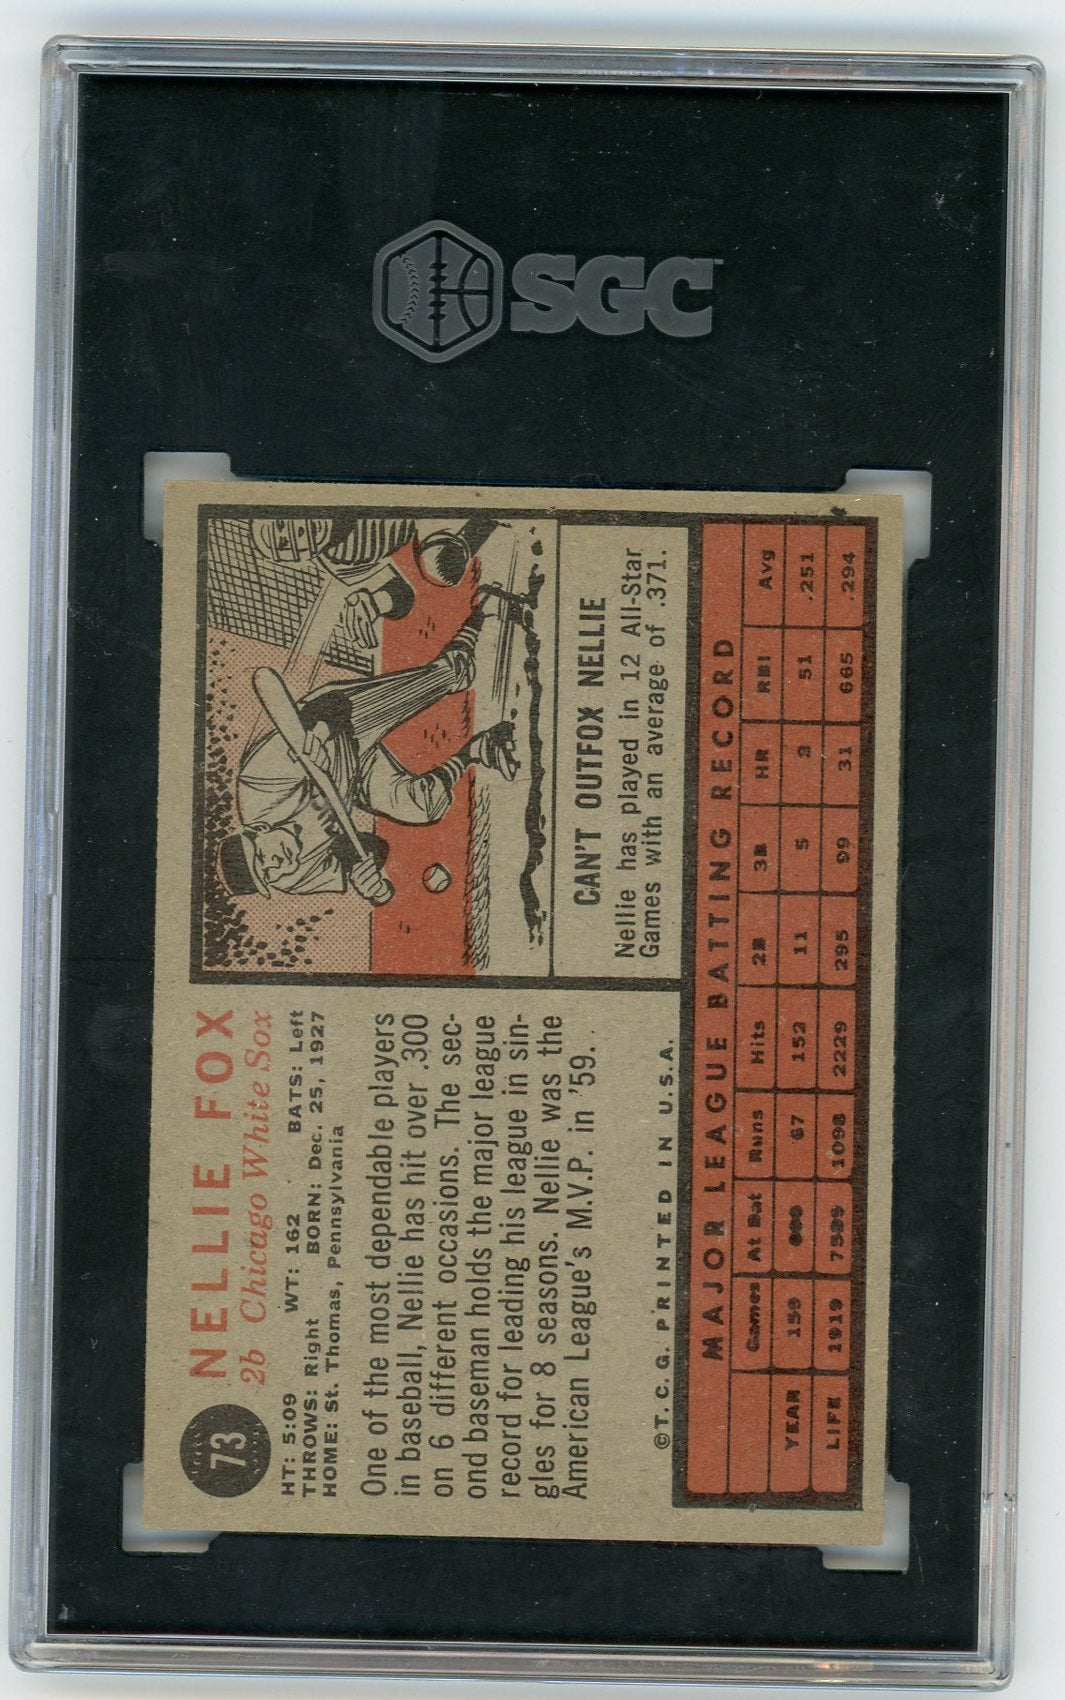 SGC
73
NELLIE FOX
2b Chicago White Sox
HT: 5:09 WT: 162 BATS: Left
THROWS: Right BORN: Dec. 25, 1927
HOME: St. Thomas, Pennsylvania
One of the most dependable players
in baseball, Nellie has hit over .300
on 6 different occasions. The sec-
ond baseman holds the major league
record for leading his league in sin-
gles for 8 seasons. Nellie was the
American League's M.V.P. in '59.
©T.C.G. PRINTED IN U.S.A.
CAN'T OUTFOX NELLIE
Nellie has played in 12 All-Star
Games with an average of .371.
MAJOR LEAGUE BATTING RECORD
Games At Bat Runs Hits 2B 3B HR RBI Avg
YEAR 159 67 152 11 5 2 51 .251
LIFE 1919 7589 1098 2229 295 99 31 665 .294